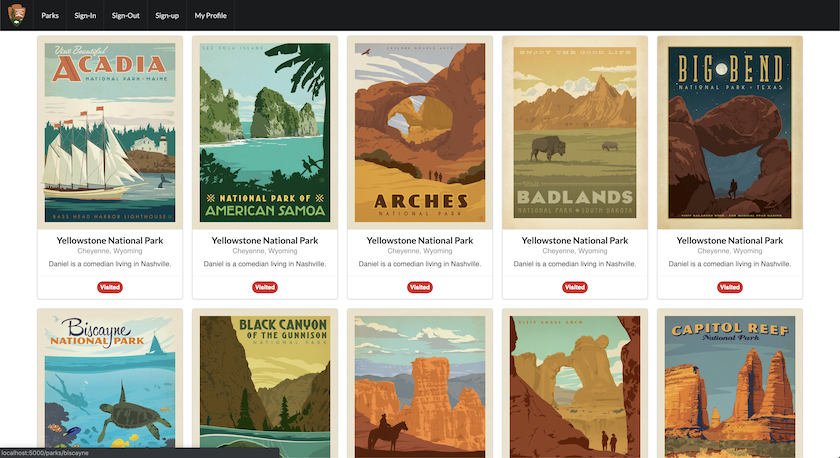 Parks Sign-In Sign-Out Sign-up My Profile
Visit Beautiful
ACADIA
NATIONAL PARK · MAINE
BASS HEAD HARBOR LIGHTHOUSE
Yellowstone National Park
Cheyenne, Wyoming
Daniel is a comedian living in Nashville.
Visited
NATIONAL PARK OF
AMERICAN SAMOA
Yellowstone National Park
Cheyenne, Wyoming
Daniel is a comedian living in Nashville.
Visited
ARCHES
NATIONAL PARK
Yellowstone National Park
Cheyenne, Wyoming
Daniel is a comedian living in Nashville.
Visited
ENJOY THE GOOD LIFE
BADLANDS
NATIONAL PARK SOUTH DAKOTA
Yellowstone National Park
Cheyenne, Wyoming
Daniel is a comedian living in Nashville.
Visited
BIG BEND
NATIONAL PARK · TEXAS
Yellowstone National Park
Cheyenne, Wyoming
Daniel is a comedian living in Nashville.
Visited
Biscayne
NATIONAL PARK
BLACK CANYON
OF THE GUNNISON
NATIONAL PARK
CAPITOL REEF
National Park
localhost:5000/parks/biscayne